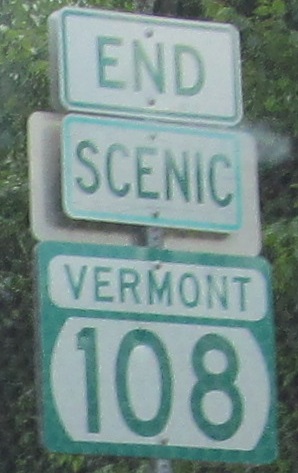 END
SCENIC
VERMONT
108